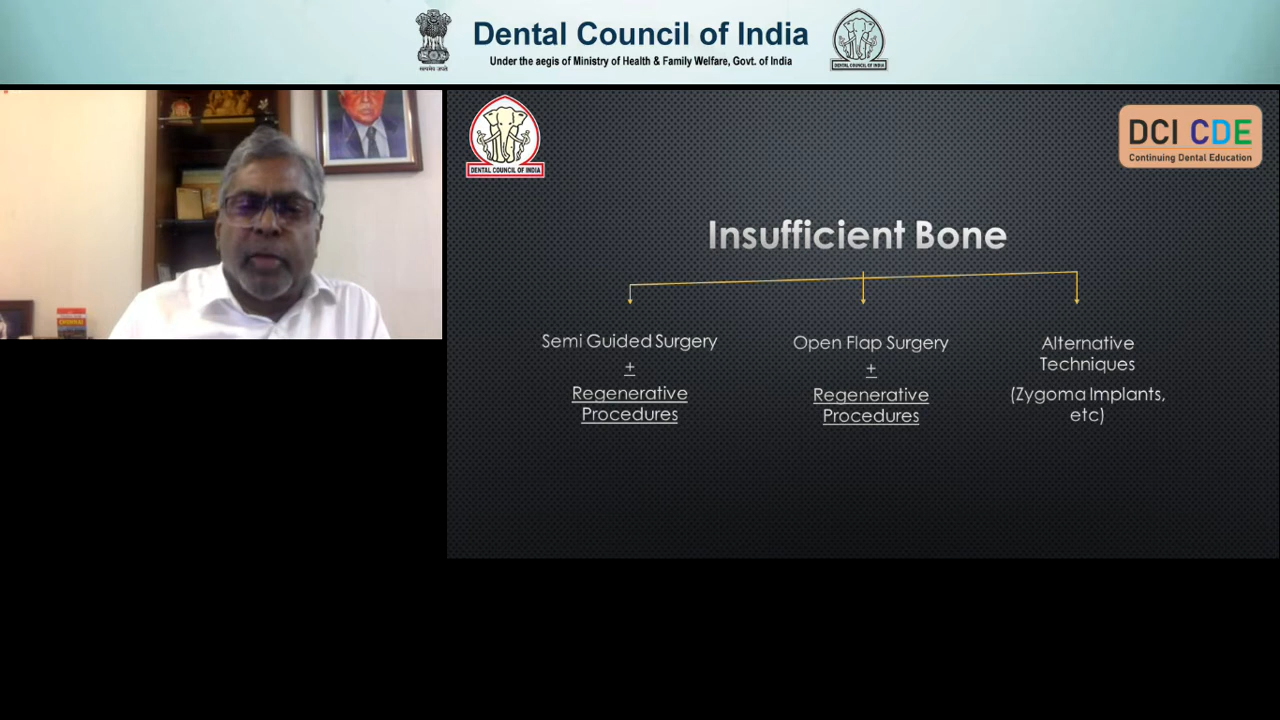 Dental Council of India
Under the aegis of Ministry of Health & Family Welfare, Govt. of India
DENTAL COUNCIL OF INDIA
DENTAL COUNCIL OF INDIA
DCI CDE
Continuing Dental Education
Insufficient Bone
Semi Guided Surgery
+
Regenerative
Procedures
Open Flap Surgery
+
Regenerative
Procedures
Alternative
Techniques
(Zygoma Implants,
etc)